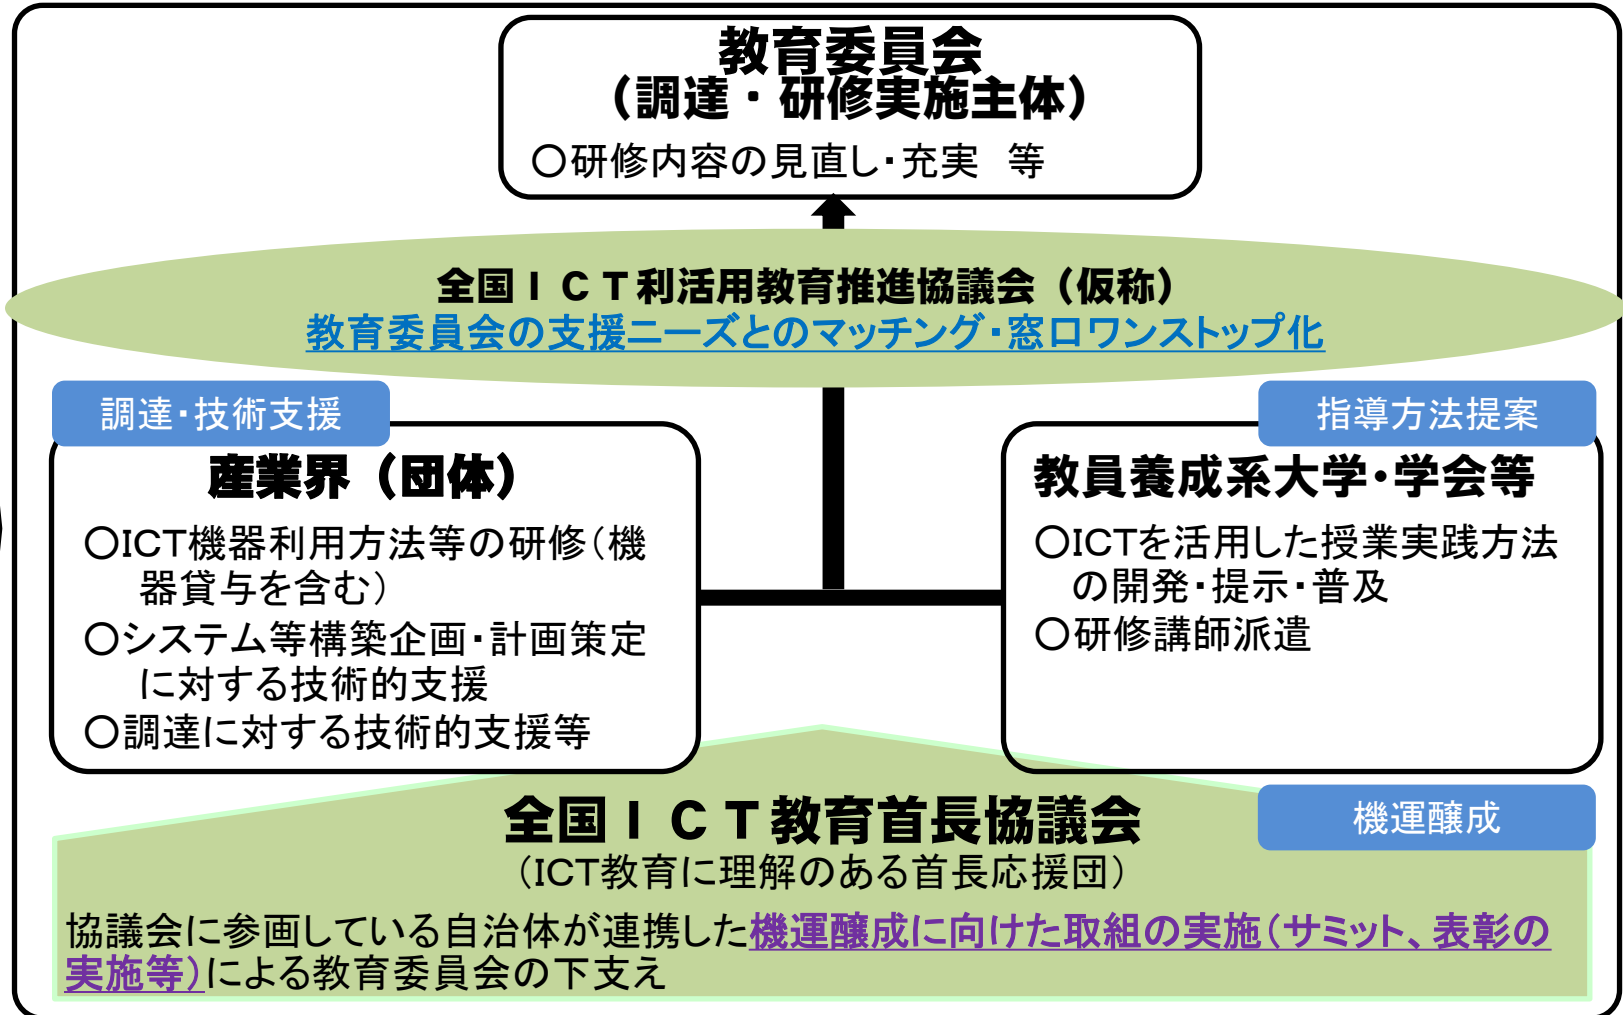 教育委員会
（調達・研修実施主体）
○研修内容の見直し・充実　等
全国ＩＣＴ利活用教育推進協議会（仮称）
教育委員会の支援ニーズとのマッチング・窓口ワンストップ化
調達・技術支援
産業界（団体）
○ICT機器利用方法等の研修（機
器貸与を含む）
○システム等構築企画・計画策定
に対する技術的支援
○調達に対する技術的支援等
指導方法提案
教員養成系大学・学会等
○ICTを活用した授業実践方法
の開発・提示・普及
○研修講師派遣
全国ＩＣＴ教育首長協議会
機運醸成
（ICT教育に理解のある首長応援団）
協議会に参画している自治体が連携した機運醸成に向けた取組の実施（サミット、表彰の
実施等）による教育委員会の下支え